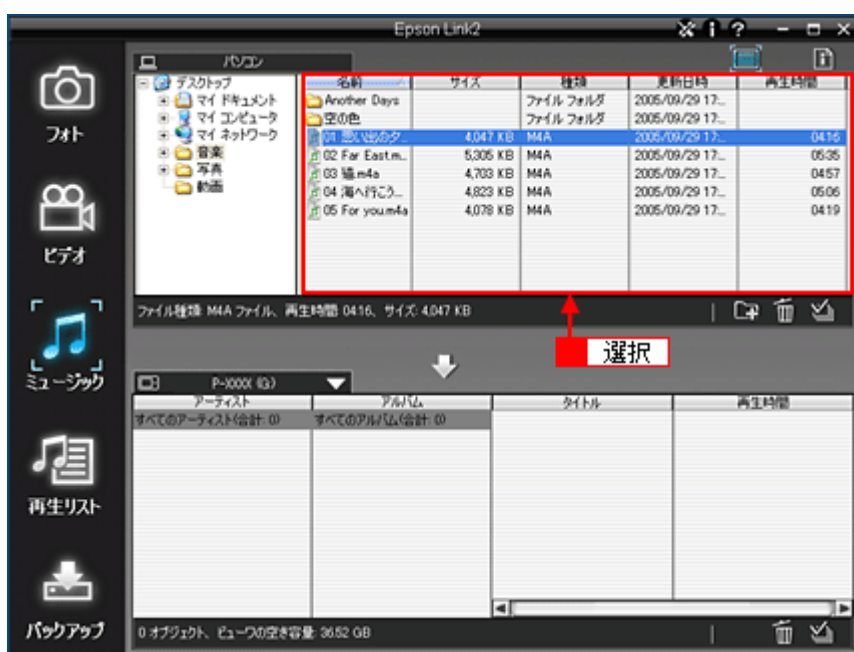 Epson Link2
パソコン
フォト
ビデオ
ミュージック
再生リスト
バックアップ
デスクトップ
マイ ドキュメント
マイ コンピュータ
マイ ネットワーク
音楽
写真
動画
名前 サイズ 種類 更新日時 再生時間
Another Days ファイル フォルダ 2005/09/29 17:...
空の色 ファイル フォルダ 2005/09/29 17:...
01 思い出の夕... 4,047 KB M4A 2005/09/29 17:... 04:16
02 Far East.m... 5,305 KB M4A 2005/09/29 17:... 05:35
03 .m4a 4,703 KB M4A 2005/09/29 17:... 04:57
04 海へ行こう... 4,823 KB M4A 2005/09/29 17:... 05:06
05 For you.m4a 4,078 KB M4A 2005/09/29 17:... 04:19
ファイル種類: M4A ファイル、再生時間: 04:16、サイズ: 4,047 KB
選択
P-XXXX (G:)
アーティスト アルバム タイトル 再生時間
すべてのアーティスト(合計: 0) すべてのアルバム(合計: 0)
0 オブジェクト、ビューワの空き容量: 36.52 GB